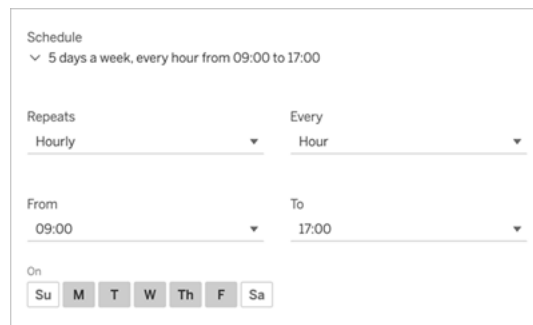 Schedule
5 days a week, every hour from 09:00 to 17:00
Repeats Every
Hourly Hour
From To
09:00 17:00
On
Su M T W Th F Sa